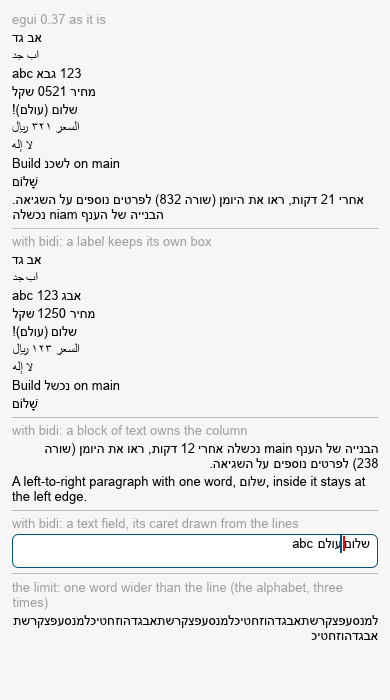 egui 0.37 as it is
אב גד
اب جد
abc גבא 123
מחיר 0521 שקל
שלום (עולם)!
السعر ٣٢١ ريال
لا إله
Build לשכנ on main
שָׁלוֹם
אחרי 21 דקות, ראו את היומן (שורה 832) לפרטים נוספים על השגיאה.
הבנייה של הענף niam נכשלה
with bidi: a label keeps its own box
אב גד
اب جد
abc 123 אבג
מחיר 1250 שקל
שלום (עולם)!
السعر ١٢٣ ريال
لا إله
Build נכשל on main
שָׁלוֹם
with bidi: a block of text owns the column
הבנייה של הענף main נכשלה אחרי 12 דקות, ראו את היומן (שורה
238) לפרטים נוספים על השגיאה.
A left-to-right paragraph with one word, שלום, inside it stays at
the left edge.
with bidi: a text field, its caret drawn from the lines
שלום עולם abc
the limit: one word wider than the line (the alphabet, three
times)
למנסעפצקרשתאבגדהוזחטיכלמנסעפצקרשתאבגדהוזחטיכלמנסעפצקרשת
אבגדהוזחטיכ